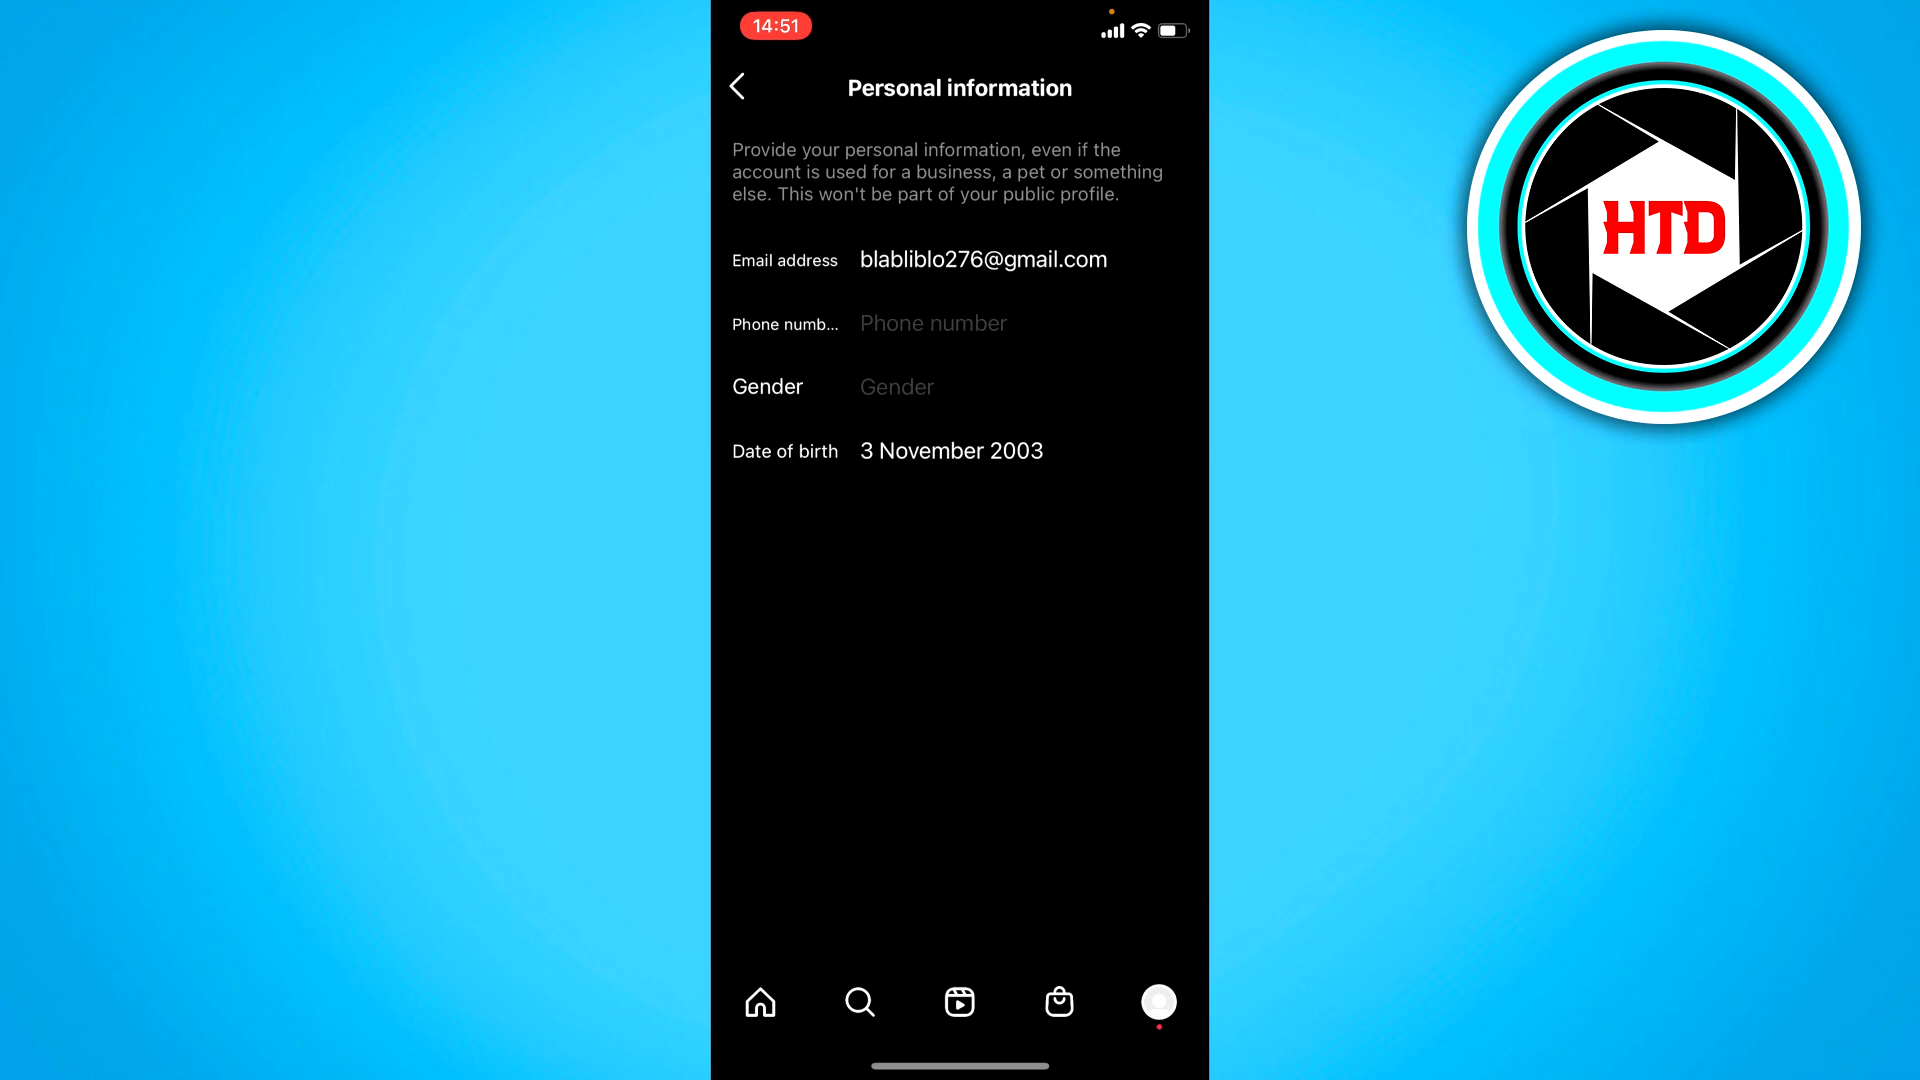 14:51
Personal information
Provide your personal information, even if the
account is used for a business, a pet or something
else. This won't be part of your public profile.
Email address blabliblo276@gmail.com
Phone numb... Phone number
Gender Gender
Date of birth 3 November 2003
HTD